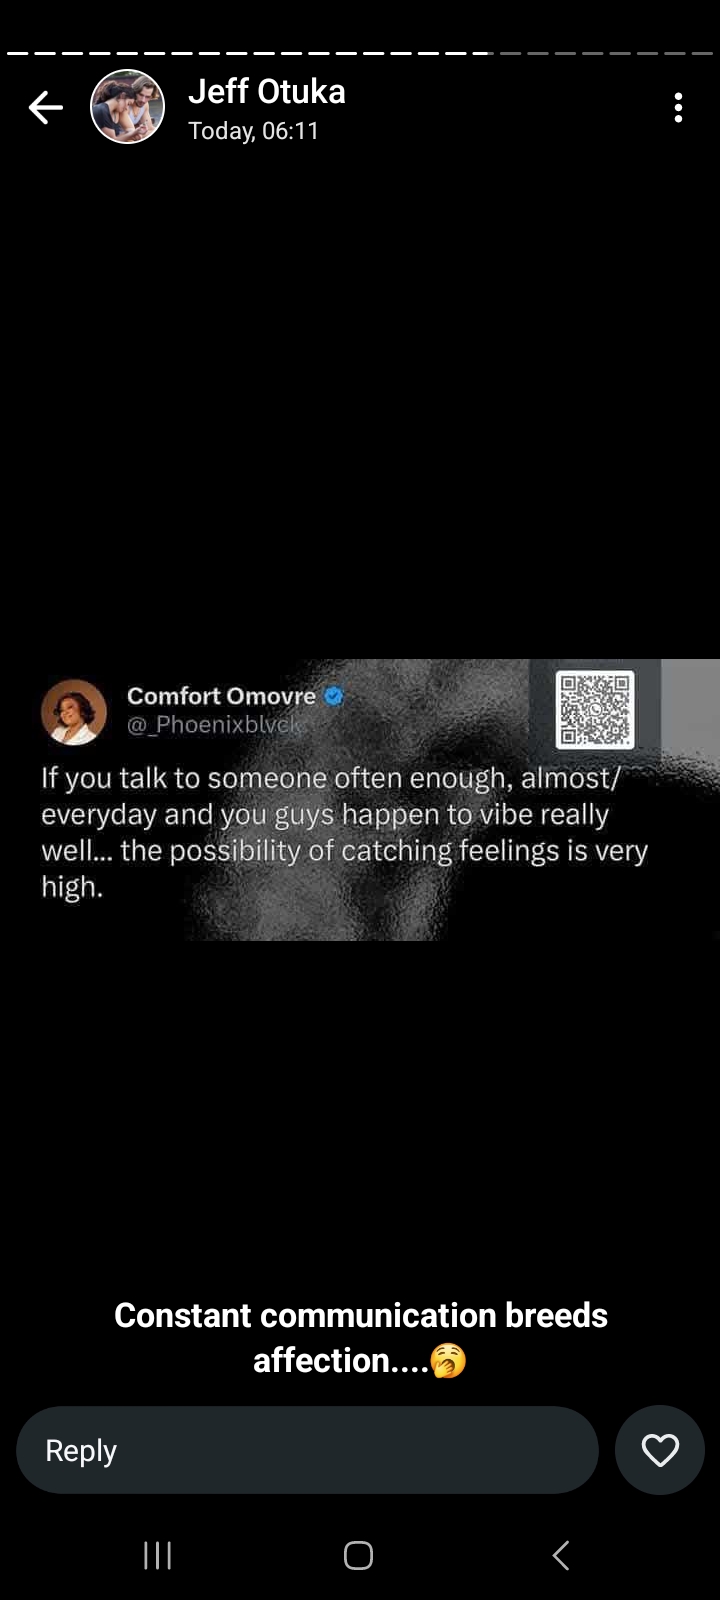 Jeff Otuka
Today, 06:11
Comfort Omovre
@_Phoenixblvck
If you talk to someone often enough, almost/
everyday and you guys happen to vibe really
well... the possibility of catching feelings is very
high.
Constant communication breeds
affection....🥱
Reply